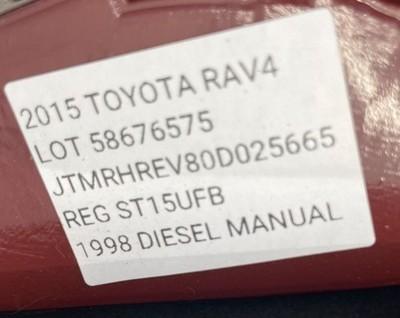 2015 TOYOTA RAV4
LOT 58676575
JTMRHREV80D025665
REG ST15UFB
1998 DIESEL MANUAL